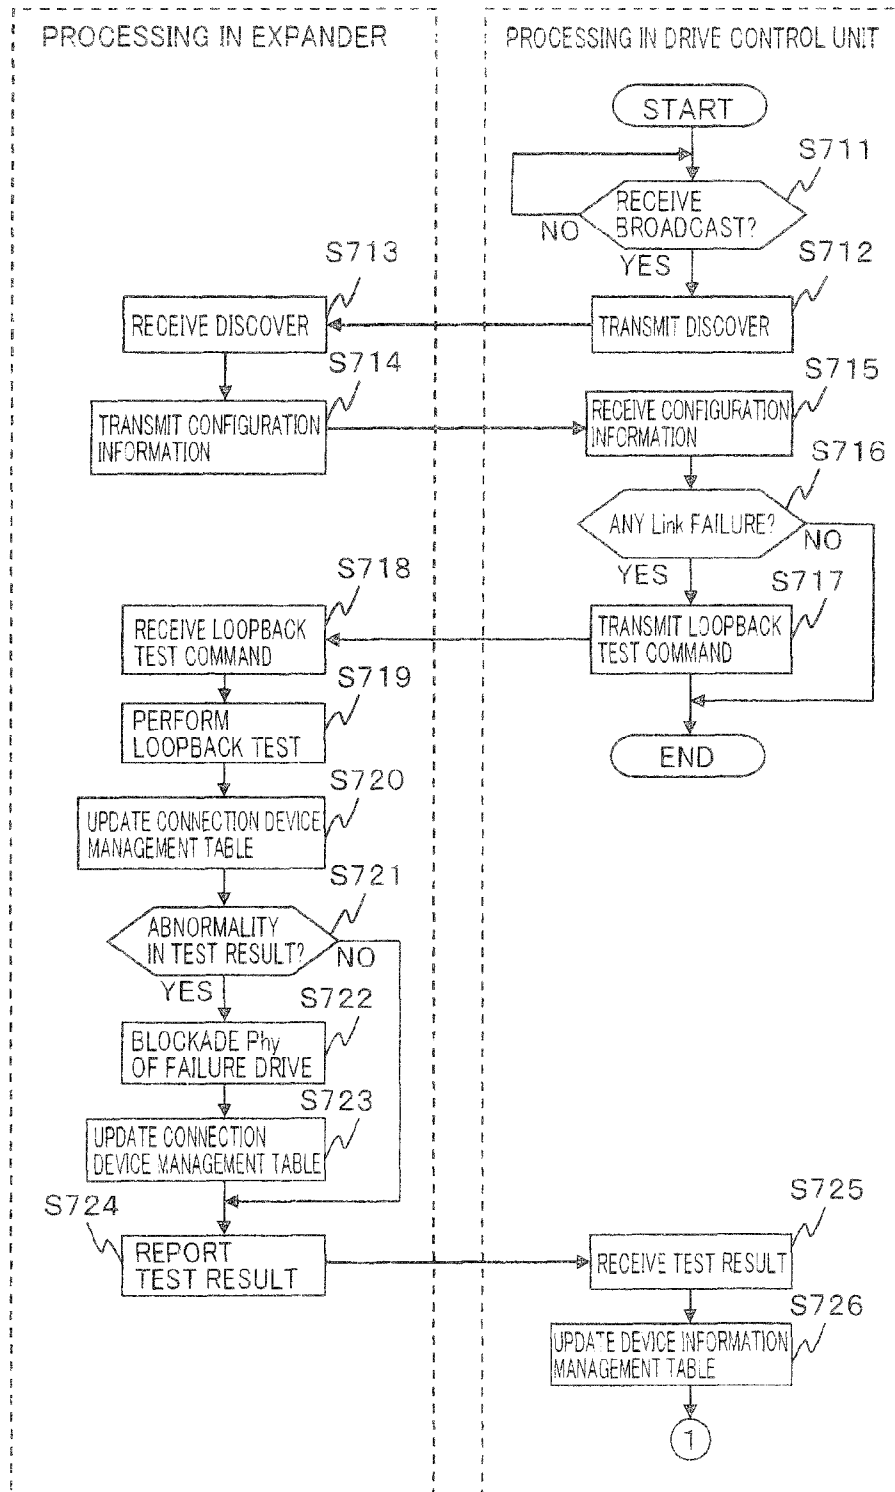 PROCESSING IN EXPANDER
PROCESSING IN DRIVE CONTROL UNIT
START
S711
RECEIVE
BROADCAST?
NO
YES
S712
TRANSMIT DISCOVER
S713
RECEIVE DISCOVER
S714
TRANSMIT CONFIGURATION
INFORMATION
S715
RECEIVE CONFIGURATION
INFORMATION
S716
ANY Link FAILURE?
NO
YES
S717
TRANSMIT LOOPBACK
TEST COMMAND
END
S718
RECEIVE LOOPBACK
TEST COMMAND
S719
PERFORM
LOOPBACK TEST
S720
UPDATE CONNECTION DEVICE
MANAGEMENT TABLE
S721
ABNORMALITY
IN TEST RESULT?
NO
YES
S722
BLOCKADE Phy
OF FAILURE DRIVE
S723
UPDATE CONNECTION
DEVICE MANAGEMENT TABLE
S724
REPORT
TEST RESULT
S725
RECEIVE TEST RESULT
S726
UPDATE DEVICE INFORMATION
MANAGEMENT TABLE
1